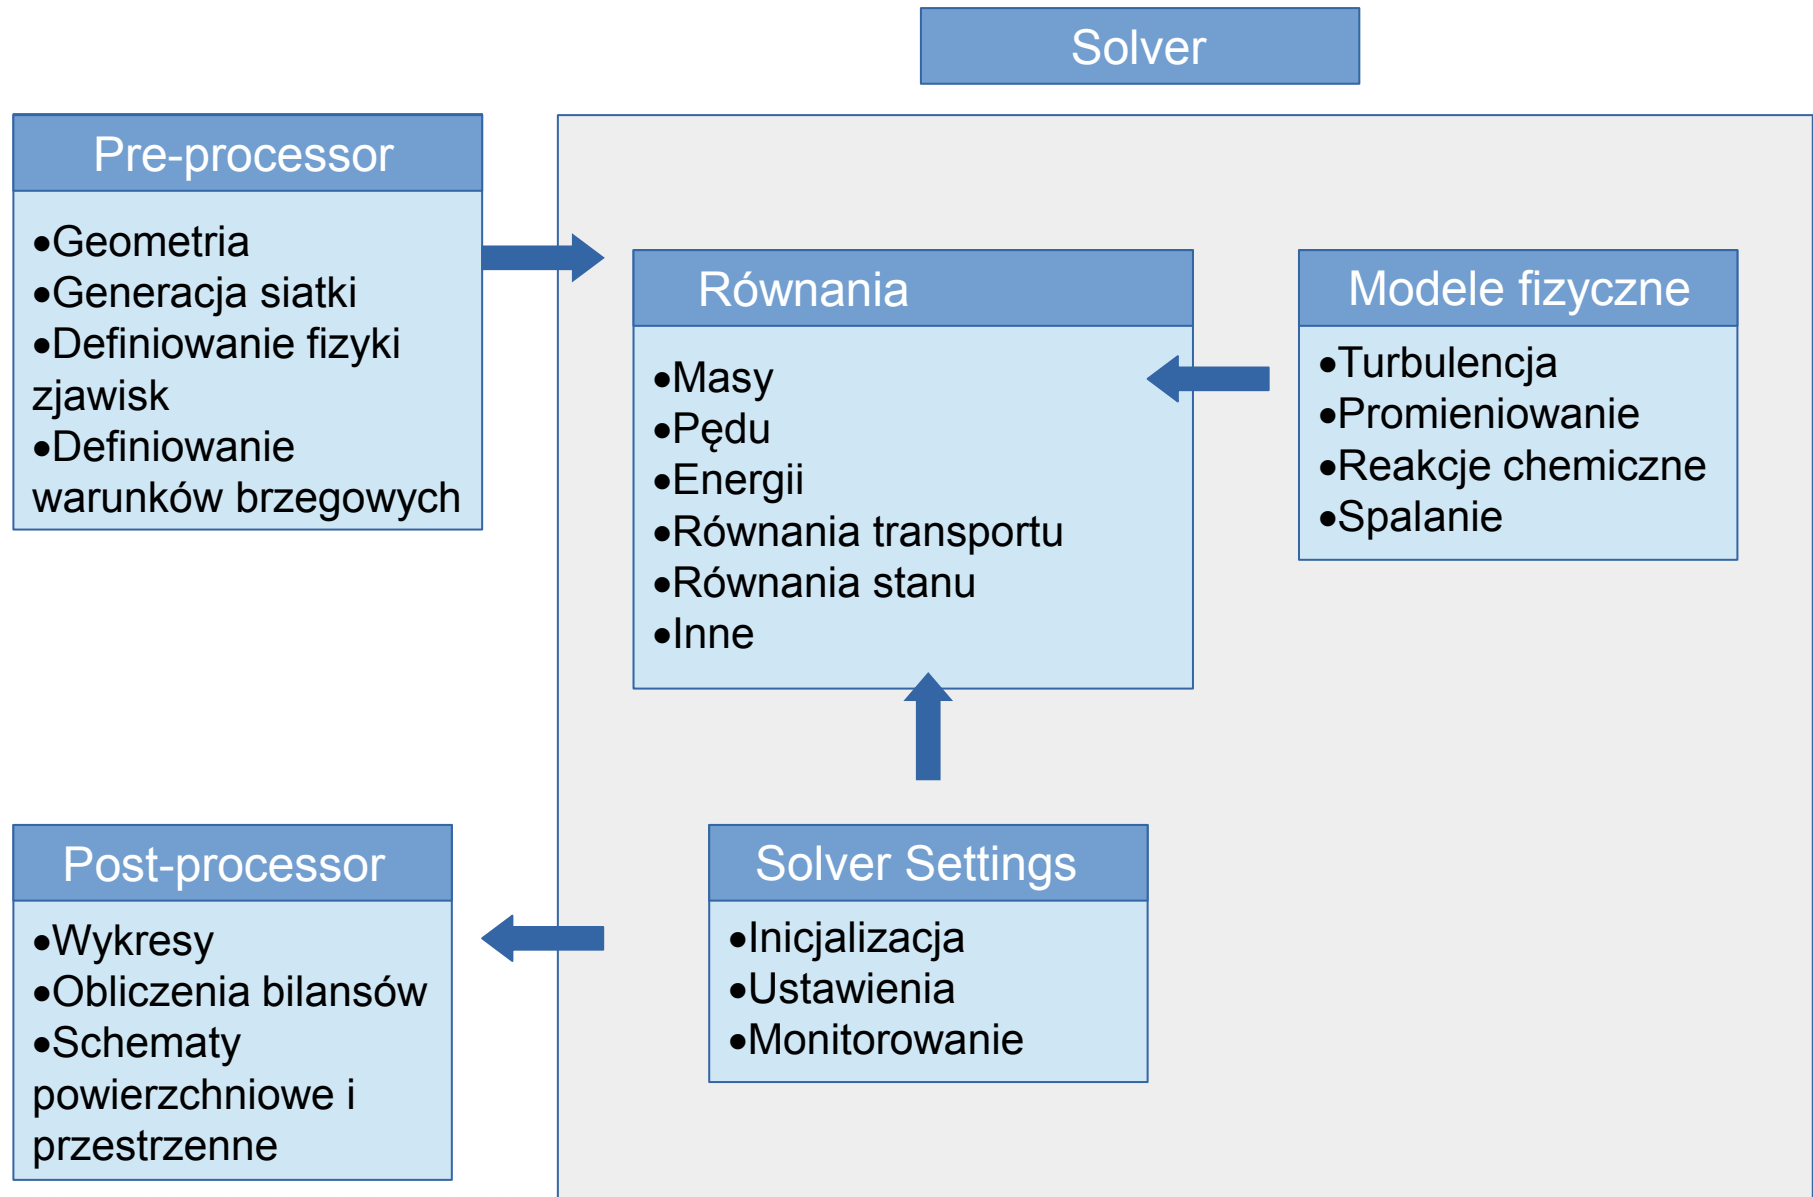 Solver
Pre-processor
•Geometria
•Generacja siatki
•Definiowanie fizyki
zjawisk
•Definiowanie
warunków brzegowych
Równania
•Masy
•Pędu
•Energii
•Równania transportu
•Równania stanu
•Inne
Modele fizyczne
•Turbulencja
•Promieniowanie
•Reakcje chemiczne
•Spalanie
Post-processor
•Wykresy
•Obliczenia bilansów
•Schematy
powierzchniowe i
przestrzenne
Solver Settings
•Inicjalizacja
•Ustawienia
•Monitorowanie